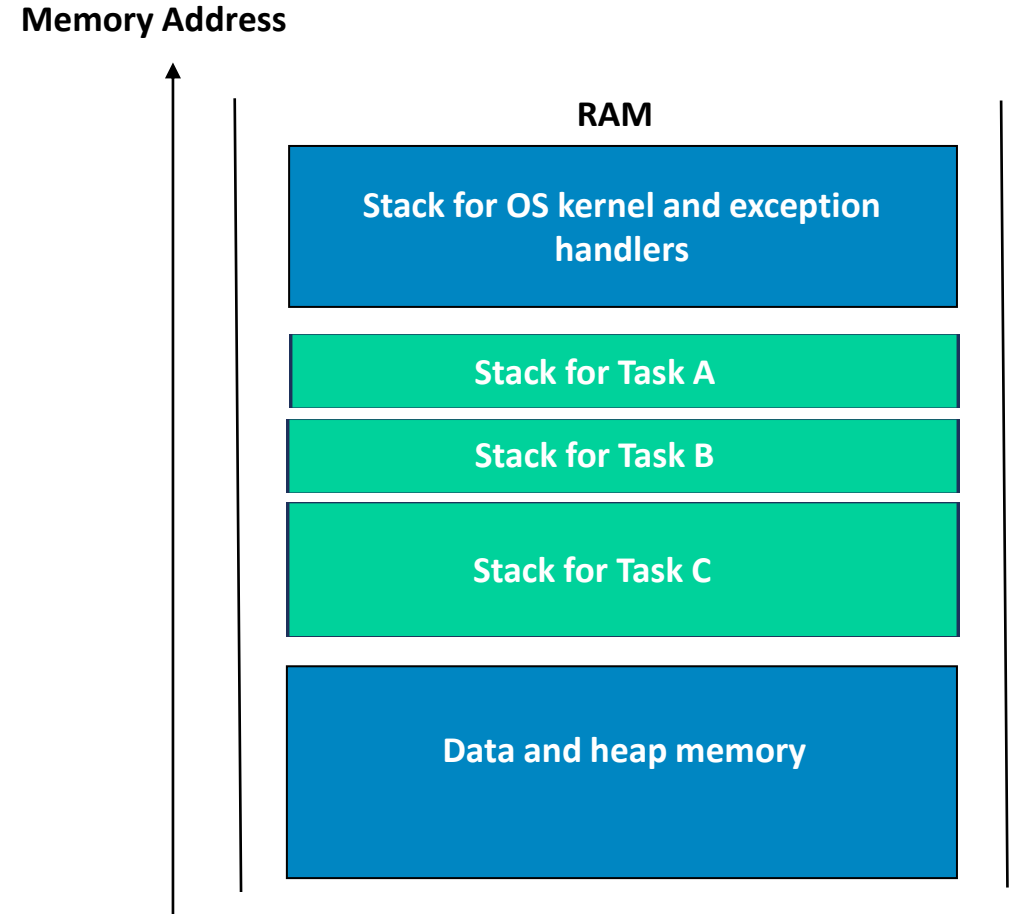 Memory Address
RAM
Stack for OS kernel and exception
handlers
Stack for Task A
Stack for Task B
Stack for Task C
Data and heap memory